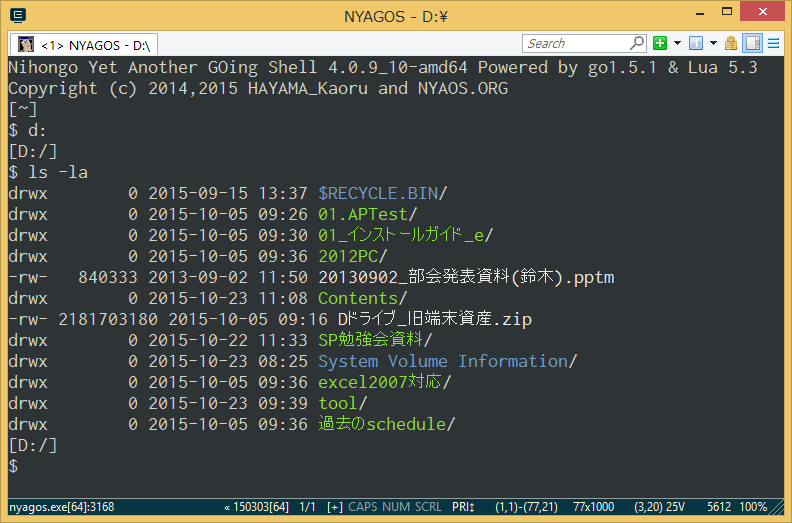 NYAGOS - D:¥
<1> NYAGOS - D:\
Search
Nihongo Yet Another GOing Shell 4.0.9_10-amd64 Powered by go1.5.1 & Lua 5.3
Copyright (c) 2014,2015 HAYAMA_Kaoru and NYAOS.ORG
[~]
$ d:
[D:/]
$ ls -la
drwx        0 2015-09-15 13:37 $RECYCLE.BIN/
drwx        0 2015-10-05 09:26 01.APTest/
drwx        0 2015-10-05 09:30 01_インストールガイド_e/
drwx        0 2015-10-05 09:36 2012PC/
-rw-   840333 2013-09-02 11:50 20130902_部会発表資料(鈴木).pptm
drwx        0 2015-10-23 11:08 Contents/
-rw- 2181703180 2015-10-05 09:16 Dドライブ_旧端末資産.zip
drwx        0 2015-10-22 11:33 SP勉強会資料/
drwx        0 2015-10-23 08:25 System Volume Information/
drwx        0 2015-10-05 09:36 excel2007対応/
drwx        0 2015-10-23 09:39 tool/
drwx        0 2015-10-05 09:36 過去のschedule/
[D:/]
$
nyagos.exe[64]:3168 « 150303[64] 1/1 [+] CAPS NUM SCRL PRI↕ (1,1)-(77,21) 77x1000 (3,20) 25V 5612 100%